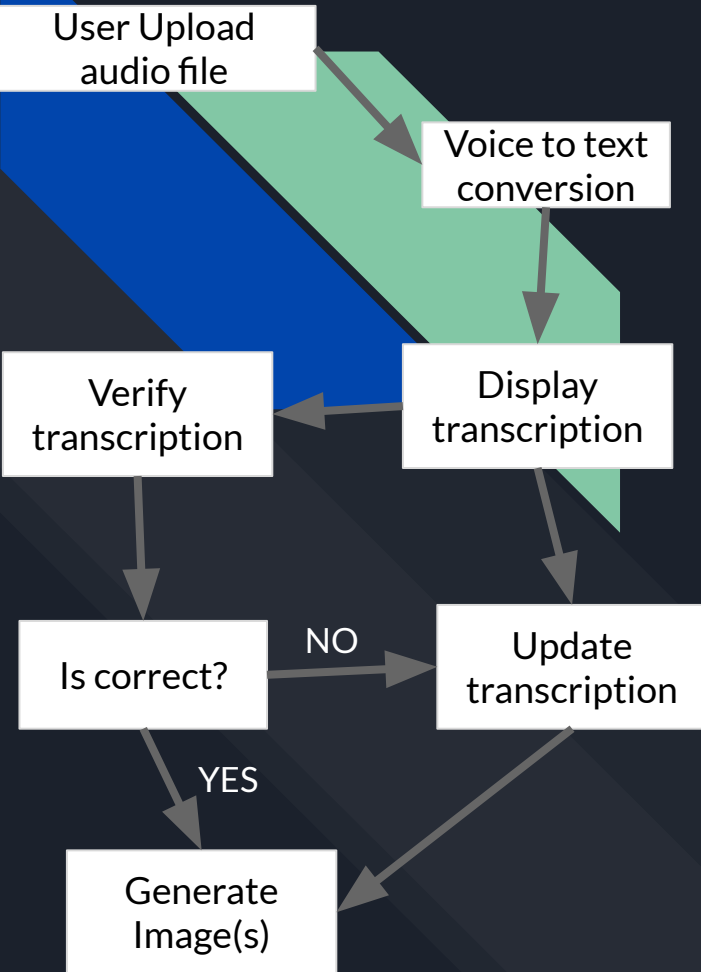 User Upload
audio file
Voice to text
conversion
Display
transcription
Verify
transcription
Is correct?
NO
Update
transcription
YES
Generate
Image(s)